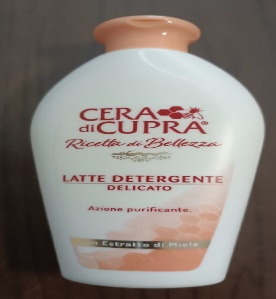 CERA
di CUPRA®
Ricetta di Bellezza
LATTE DETERGENTE
DELICATO
Azione purificante.
Estratto di Miele